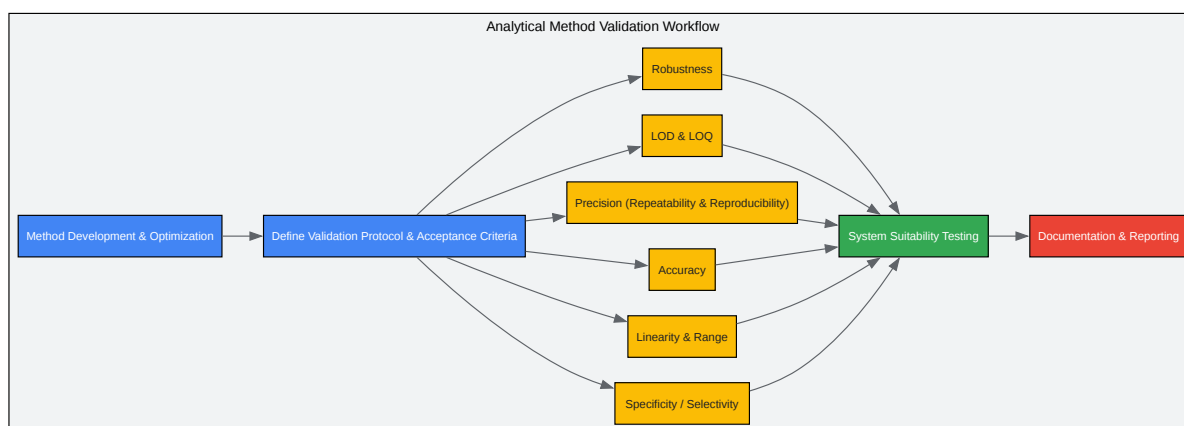 Analytical Method Validation Workflow
Robustness
LOD & LOQ
Precision (Repeatability & Reproducibility)
Method Development & Optimization
Define Validation Protocol & Acceptance Criteria
System Suitability Testing
Documentation & Reporting
Accuracy
Linearity & Range
Specificity / Selectivity